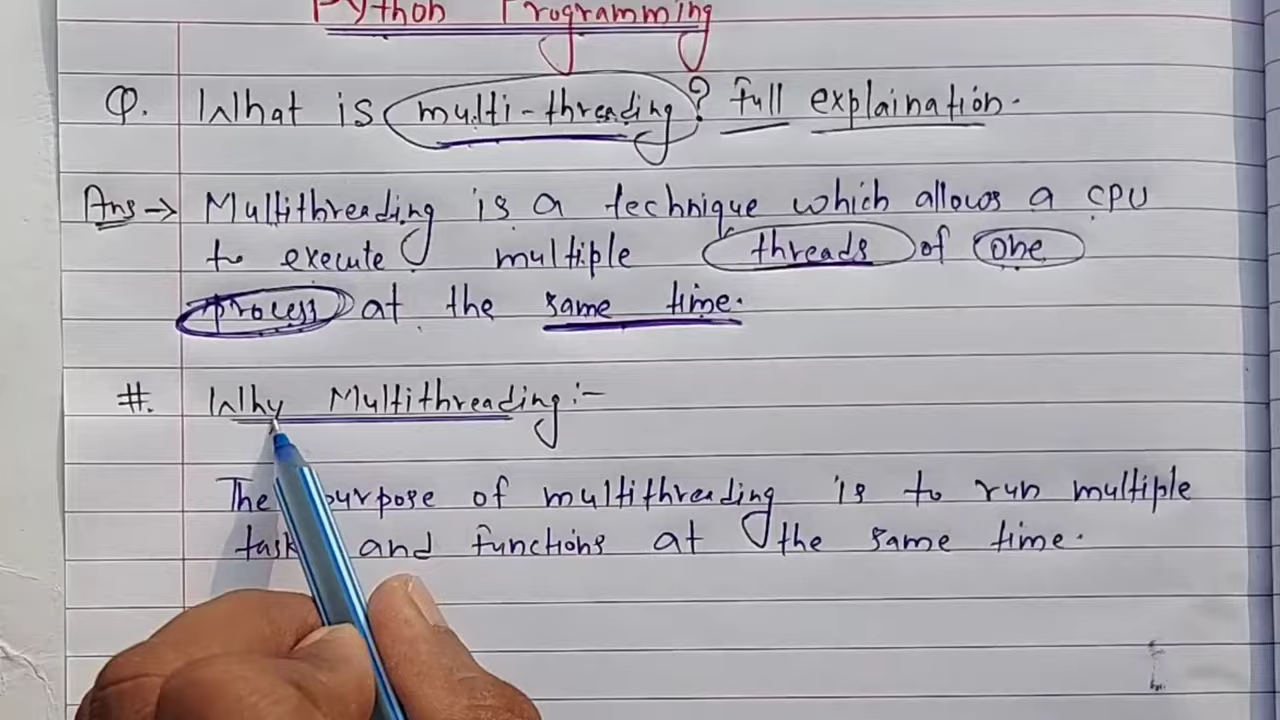 Python Programming
Q. What is multi-threading? Full explaination.
Ans → Multithreading is a technique which allows a CPU
to execute multiple threads of one
process at the same time.
#. Why Multithreading:-
The purpose of multithreading is to run multiple
task and functions at the same time.